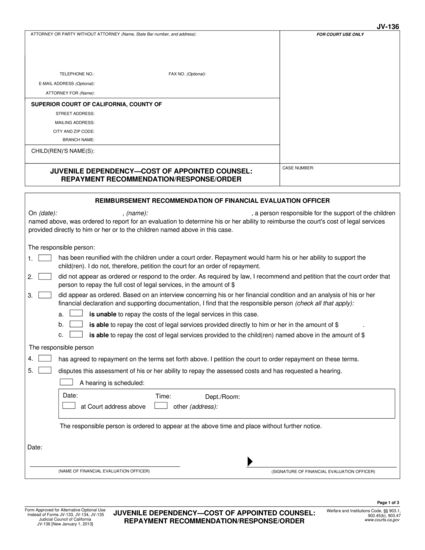 JV-136
ATTORNEY OR PARTY WITHOUT ATTORNEY (Name, State Bar number, and address):
FOR COURT USE ONLY
TELEPHONE NO.: FAX NO. (Optional):
E-MAIL ADDRESS (Optional):
ATTORNEY FOR (Name):
SUPERIOR COURT OF CALIFORNIA, COUNTY OF
STREET ADDRESS:
MAILING ADDRESS:
CITY AND ZIP CODE:
BRANCH NAME:
CHILD(REN)'S NAME(S):
JUVENILE DEPENDENCY—COST OF APPOINTED COUNSEL:
REPAYMENT RECOMMENDATION/RESPONSE/ORDER
CASE NUMBER:
REIMBURSEMENT RECOMMENDATION OF FINANCIAL EVALUATION OFFICER
On (date): , (name): , a person responsible for the support of the children
named above, was ordered to report for an evaluation to determine his or her ability to reimburse the court's cost of legal services
provided directly to him or her or to the children named above in this case.
The responsible person:
1. has been reunified with the children under a court order. Repayment would harm his or her ability to support the
child(ren). I do not, therefore, petition the court for an order of repayment.
2. did not appear as ordered or respond to the order. As required by law, I recommend and petition that the court order that
person to repay the full cost of legal services, in the amount of $
3. did appear as ordered. Based on an interview concerning his or her financial condition and an analysis of his or her
financial declaration and supporting documentation, I find that the responsible person (check all that apply):
a. is unable to repay the costs of the legal services in this case.
b. is able to repay the cost of legal services provided directly to him or her in the amount of $ .
c. is able to repay the cost of legal services provided to the child(ren) named above in the amount of $
The responsible person
4. has agreed to repayment on the terms set forth above. I petition the court to order repayment on these terms.
5. disputes this assessment of his or her ability to repay the assessed costs and has requested a hearing.
A hearing is scheduled:
Date: Time: Dept./Room:
at Court address above other (address):
The responsible person is ordered to appear at the above time and place without further notice.
Date:
(NAME OF FINANCIAL EVALUATION OFFICER) (SIGNATURE OF FINANCIAL EVALUATION OFFICER)
Page 1 of 3
Form Approved for Alternative Optional Use
Instead of Forms JV-133, JV-134, JV-135
Judicial Council of California
JV-136 [New January 1, 2013]
JUVENILE DEPENDENCY—COST OF APPOINTED COUNSEL:
REPAYMENT RECOMMENDATION/RESPONSE/ORDER
Welfare and Institutions Code, §§ 903.1,
903.45(b), 903.47
www.courts.ca.gov